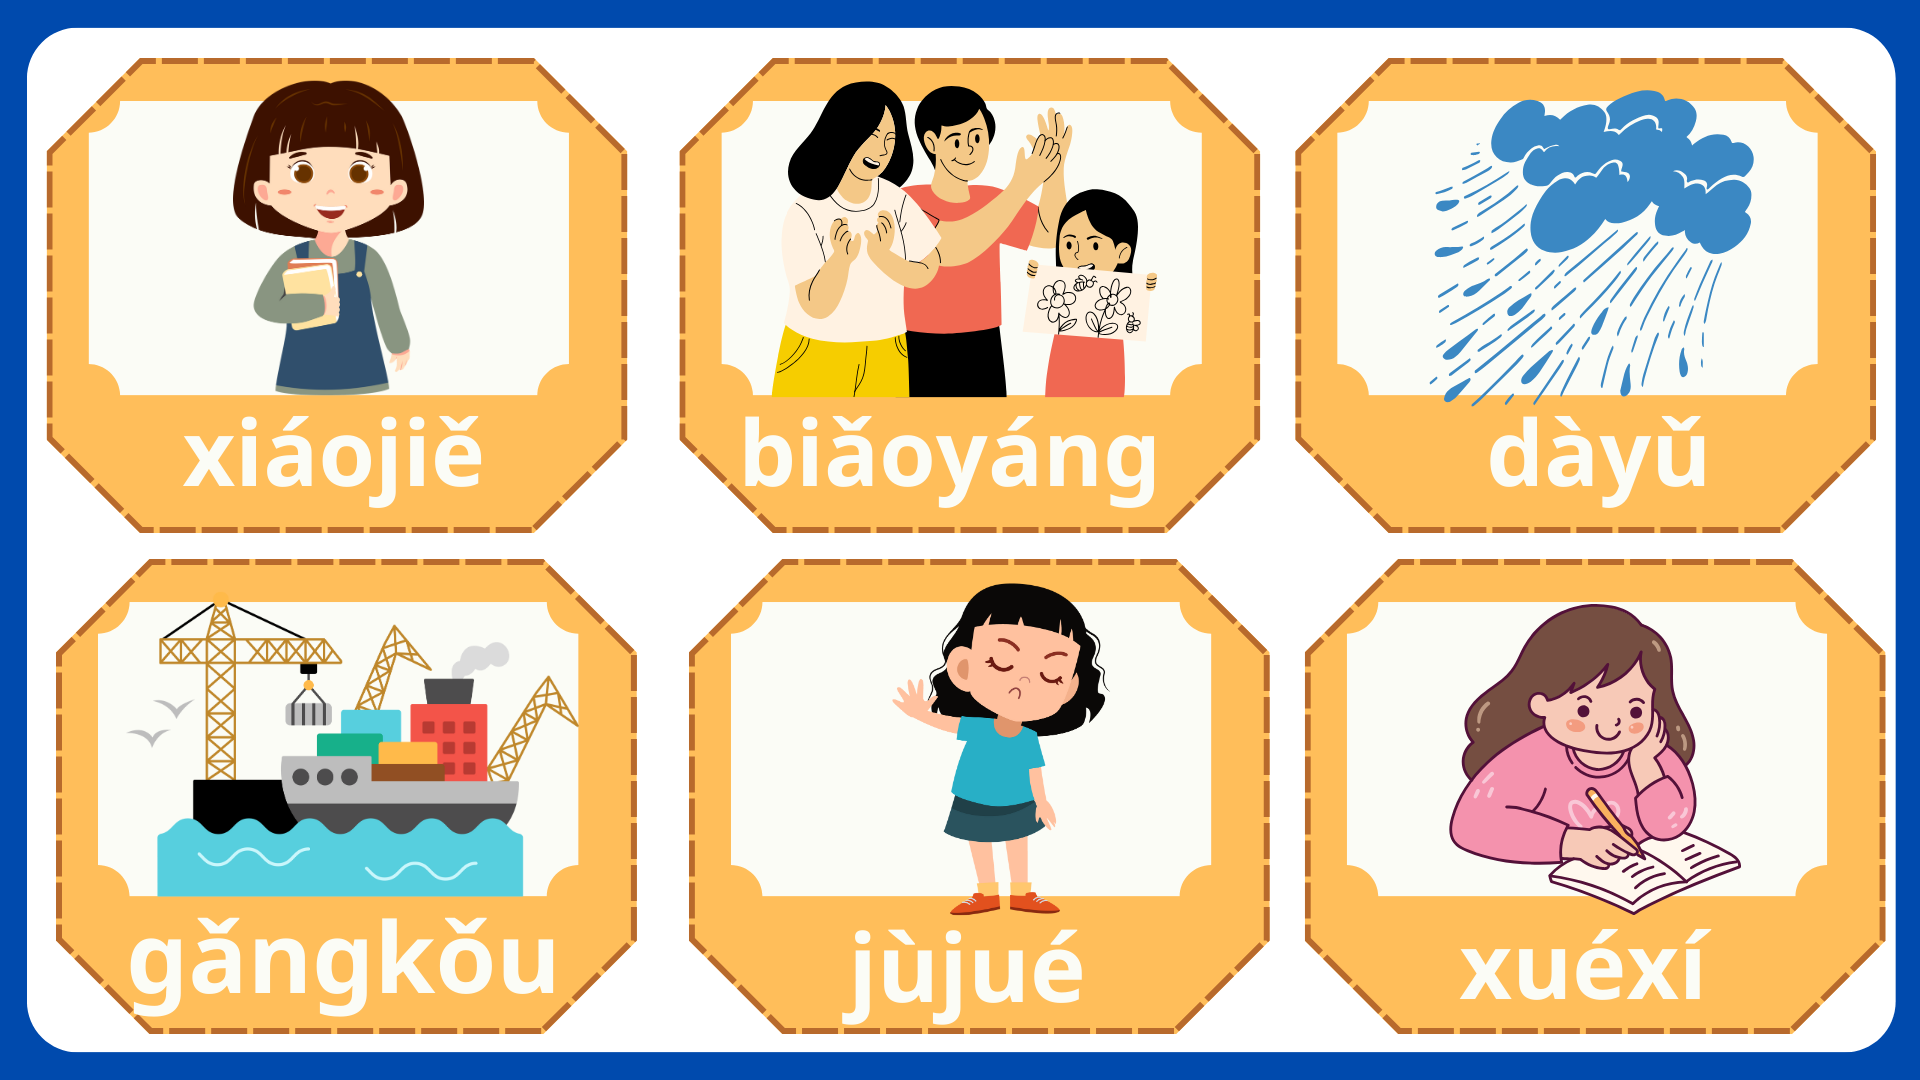 xiáojiě
biǎoyáng
dàyǔ
gǎngkǒu
jùjué
xuéxí